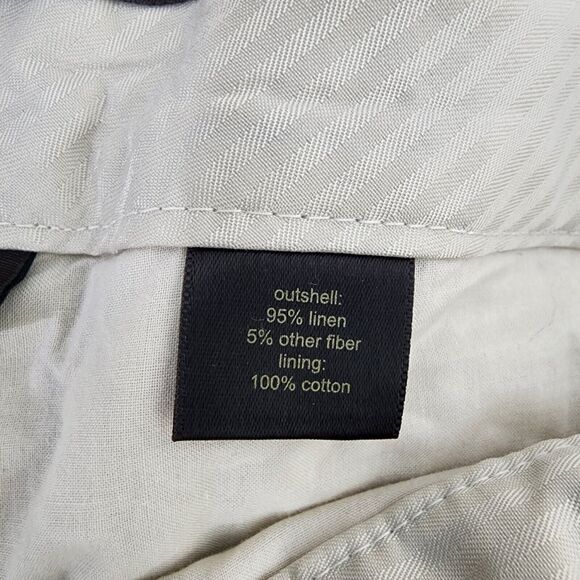 outshell:
95% linen
5% other fiber
lining:
100% cotton